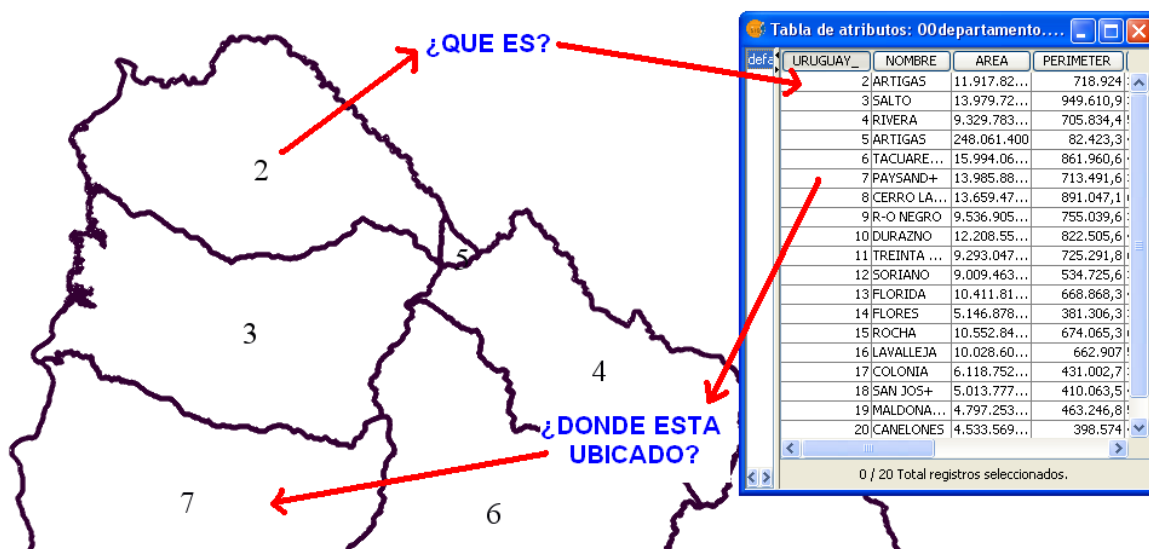 ¿QUE ES?
2
3
4
5
¿DONDE ESTA
UBICADO?
7
6
Tabla de atributos: 00departamento....
defa
URUGUAY_ NOMBRE AREA PERIMETER
2 ARTIGAS 11.917.82... 718.924
3 SALTO 13.979.72... 949.610,9
4 RIVERA 9.329.783... 705.834,4
5 ARTIGAS 248.061.400 82.423,3
6 TACUARE... 15.994.06... 861.960,6
7 PAYSAND+ 13.985.88... 713.491,6
8 CERRO LA... 13.659.47... 891.047,1
9 R-O NEGRO 9.536.905... 755.039,6
10 DURAZNO 12.208.55... 822.505,6
11 TREINTA ... 9.293.047... 725.291,8
12 SORIANO 9.009.463... 534.725,6
13 FLORIDA 10.411.81... 668.868,3
14 FLORES 5.146.878... 381.306,3
15 ROCHA 10.552.84... 674.065,3
16 LAVALLEJA 10.028.60... 662.907
17 COLONIA 6.118.752... 431.002,7
18 SAN JOS+ 5.013.777... 410.063,5
19 MALDONA... 4.797.253... 463.246,8
20 CANELONES 4.533.569... 398.574
0 / 20 Total registros seleccionados.